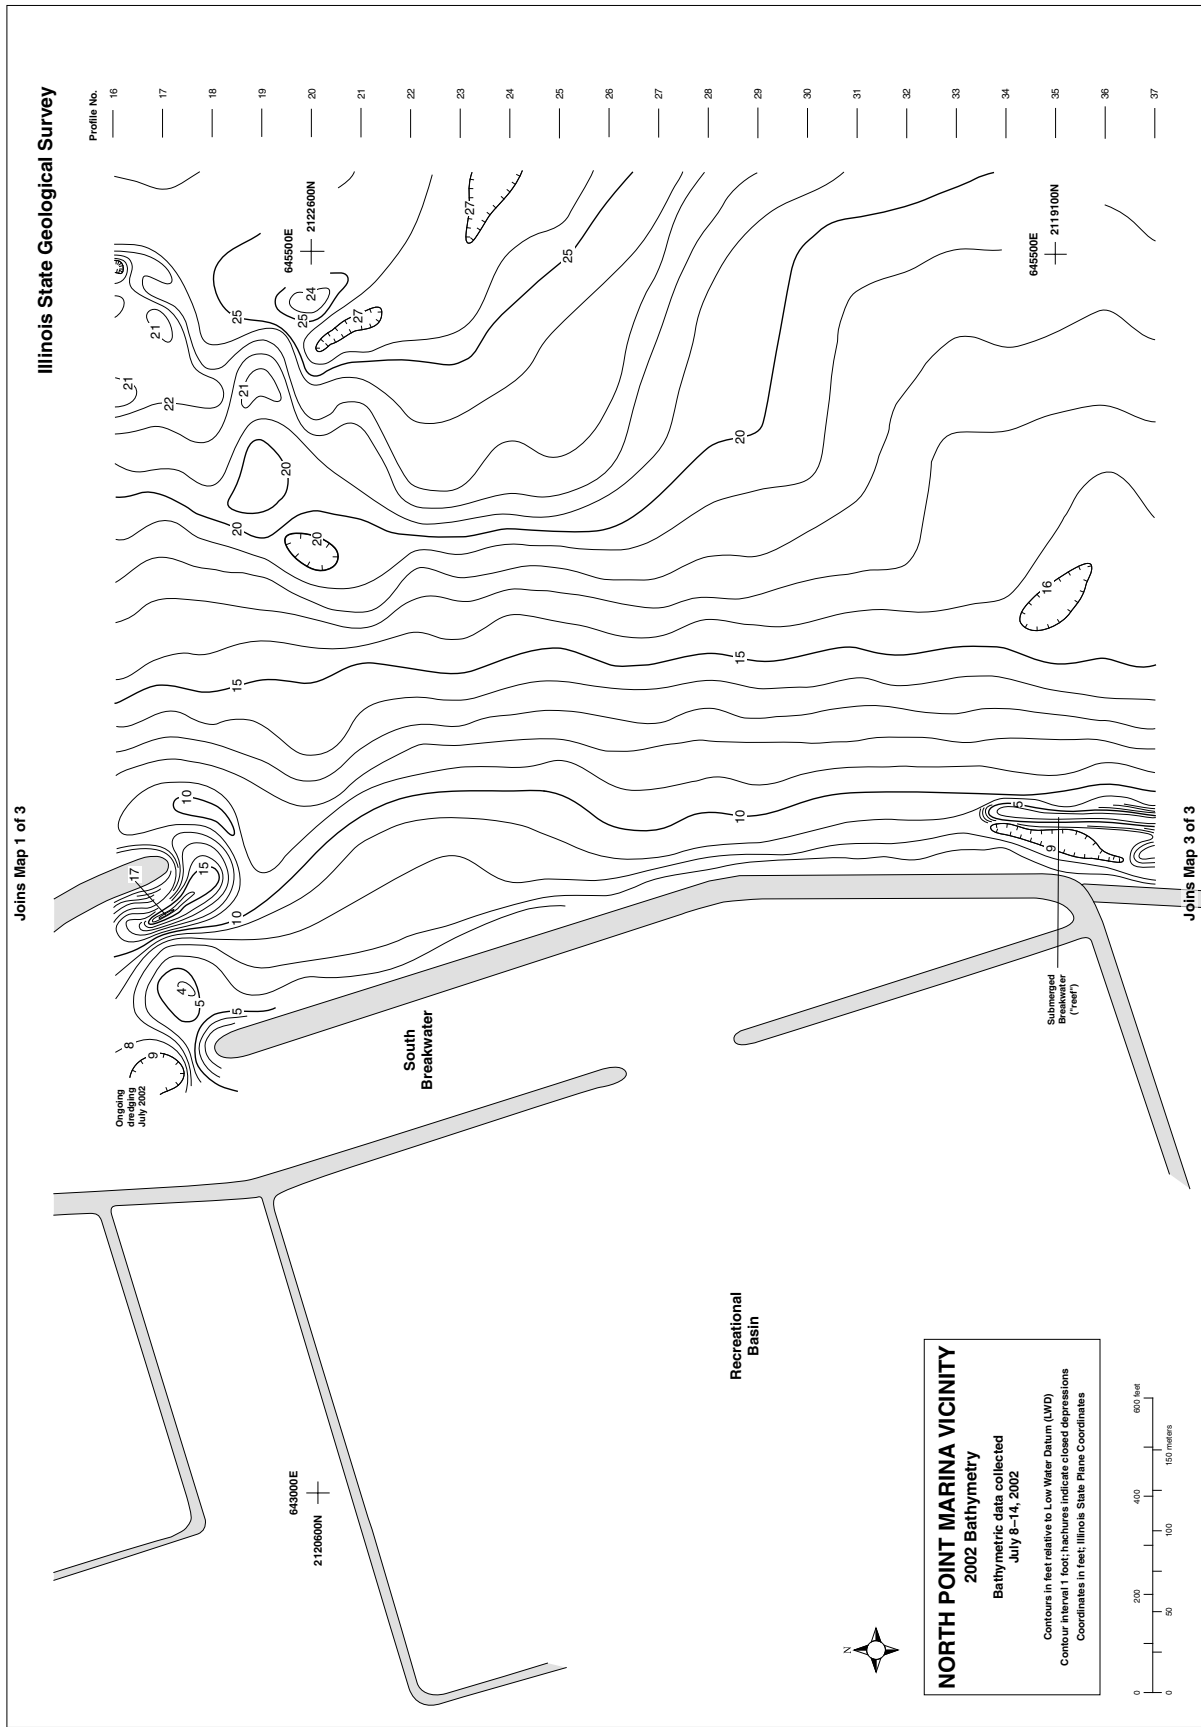 Illinois State Geological Survey
Joins Map 1 of 3
Profile No.
16
17
18
19
20
21
22
23
24
25
26
27
28
29
30
31
32
33
34
35
36
37
645500E
2122600N
645500E
2119100N
21
21
22
21
25
25
24
27
27
25
20
20
20
20
15
15
10
10
10
17
15
4
5
5
8
9
16
5
9
Ongoing
dredging
July 2002
South
Breakwater
Submerged
Breakwater
("reef")
Joins Map 3 of 3
Recreational
Basin
643000E
2120600N
N
NORTH POINT MARINA VICINITY
2002 Bathymetry
Bathymetric data collected
July 8–14, 2002
Contours in feet relative to Low Water Datum (LWD)
Contour interval 1 foot; hachures indicate closed depressions
Coordinates in feet; Illinois State Plane Coordinates
0 200 400 600 feet
0 50 100 150 meters